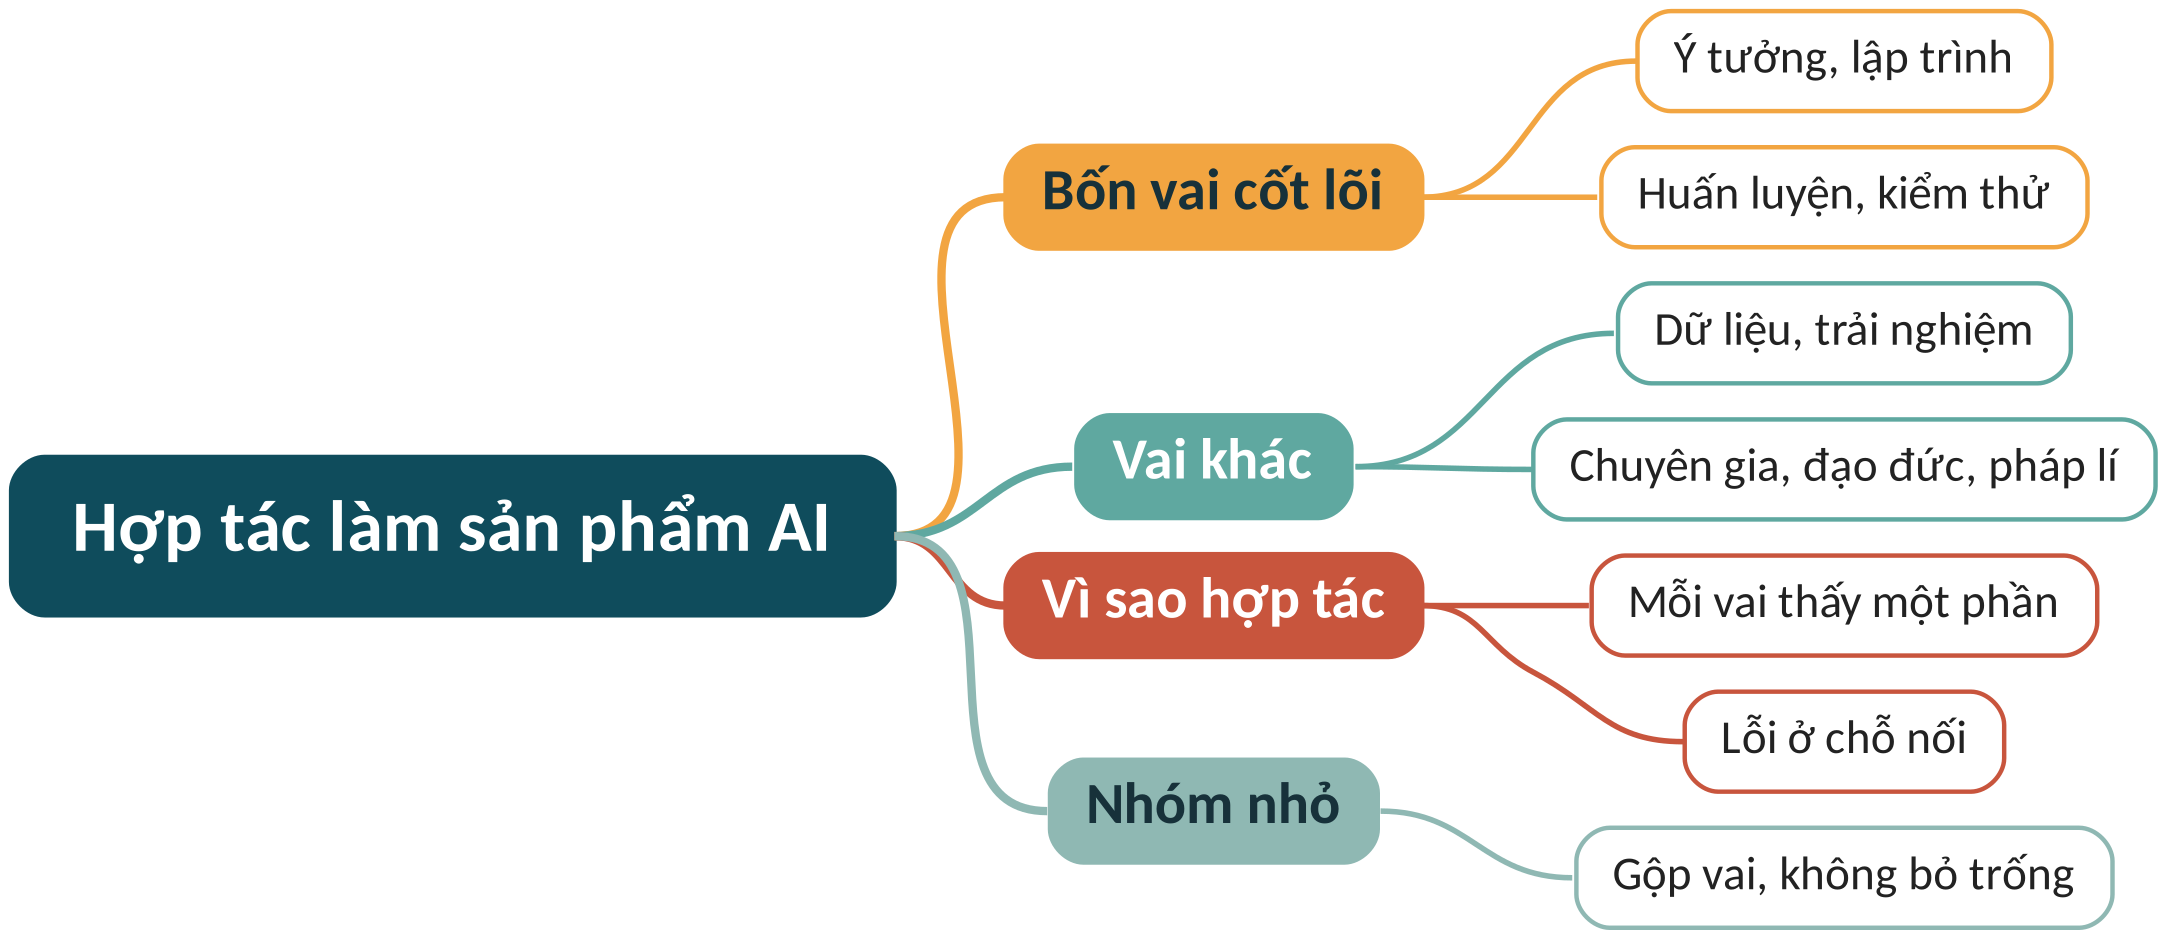 Hợp tác làm sản phẩm AI
Bốn vai cốt lõi
Ý tưởng, lập trình
Huấn luyện, kiểm thử
Vai khác
Dữ liệu, trải nghiệm
Chuyên gia, đạo đức, pháp lí
Vì sao hợp tác
Mỗi vai thấy một phần
Lỗi ở chỗ nối
Nhóm nhỏ
Gộp vai, không bỏ trống